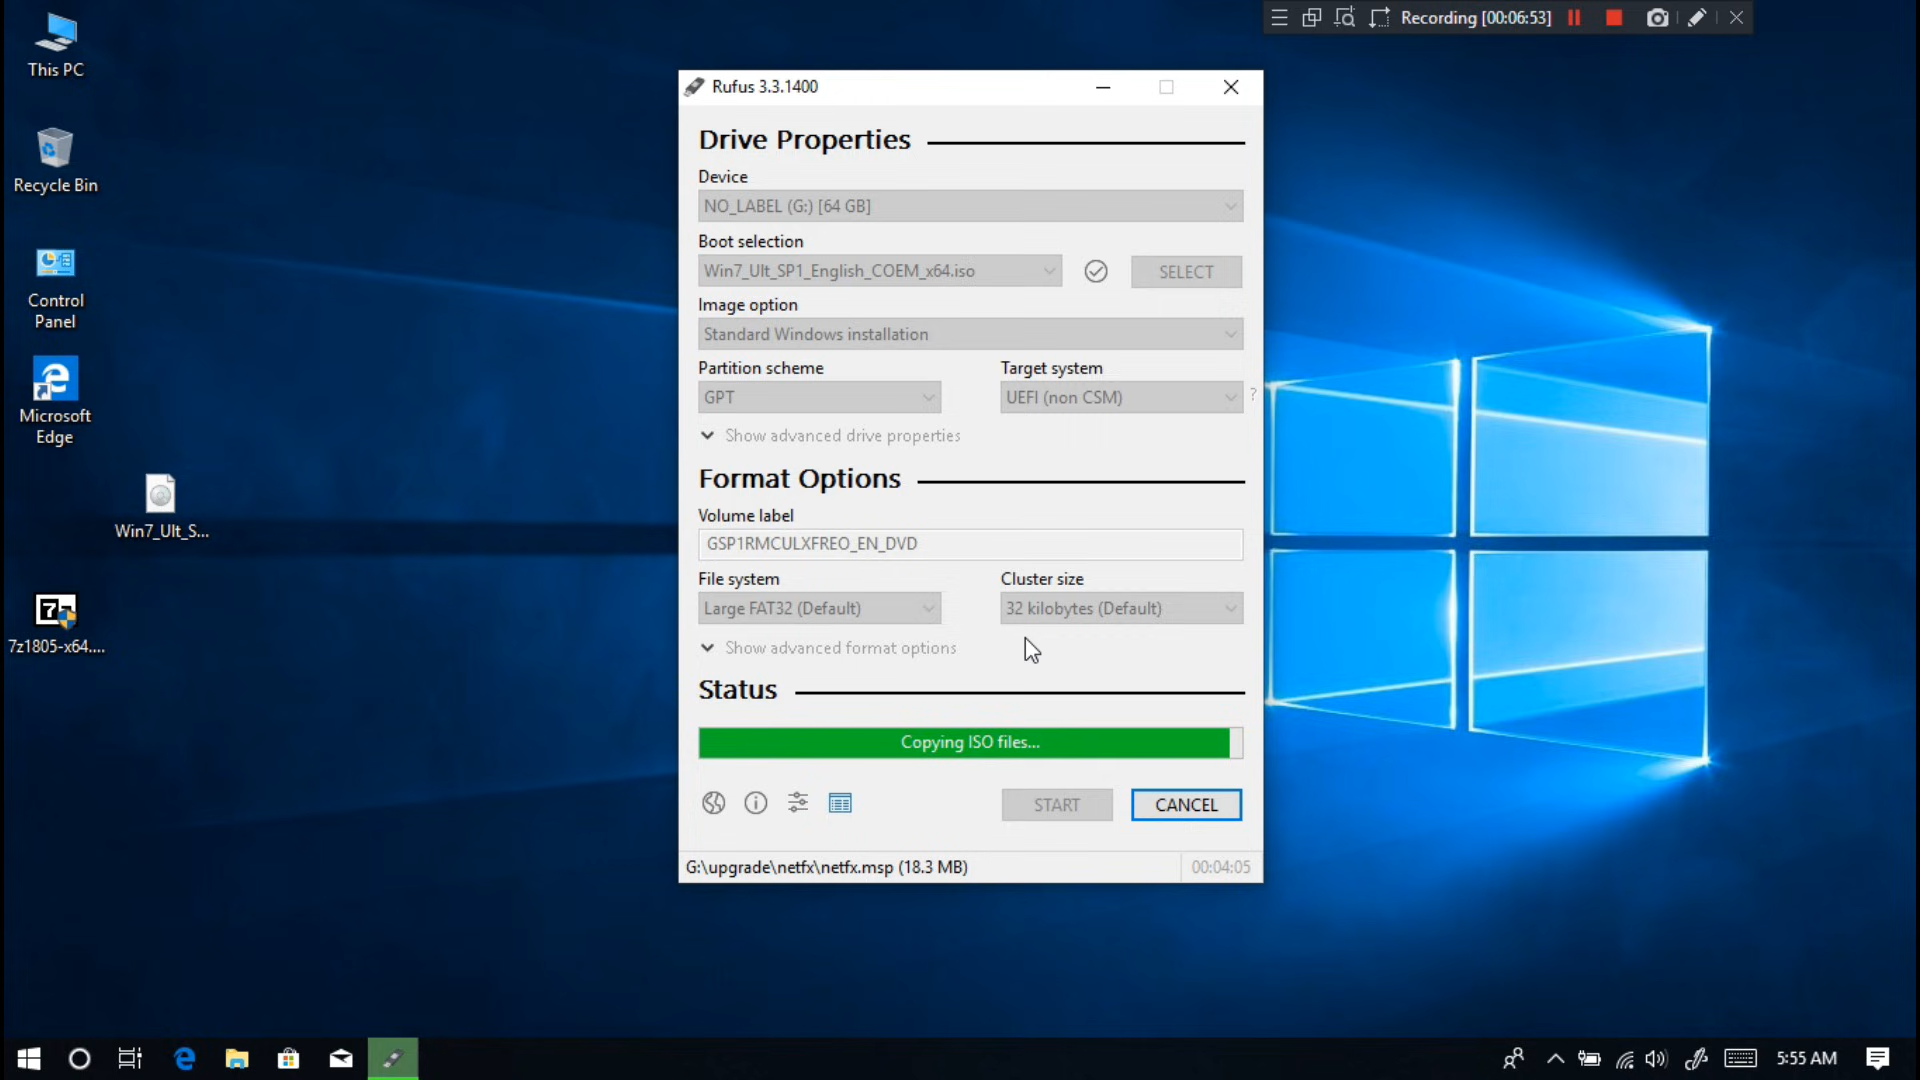 Recording [00:06:53]
This PC
Recycle Bin
Control
Panel
Microsoft
Edge
Win7_Ult_S...
7z1805-x64....
Rufus 3.3.1400
Drive Properties
Device
NO_LABEL (G:) [64 GB]
Boot selection
Win7_Ult_SP1_English_COEM_x64.iso
SELECT
Image option
Standard Windows installation
Partition scheme
Target system
GPT
UEFI (non CSM)
?
Show advanced drive properties
Format Options
Volume label
GSP1RMCULXFREO_EN_DVD
File system
Cluster size
Large FAT32 (Default)
32 kilobytes (Default)
Show advanced format options
Status
Copying ISO files...
START
CANCEL
G:\upgrade\netfx\netfx.msp (18.3 MB)
00:04:05
5:55 AM